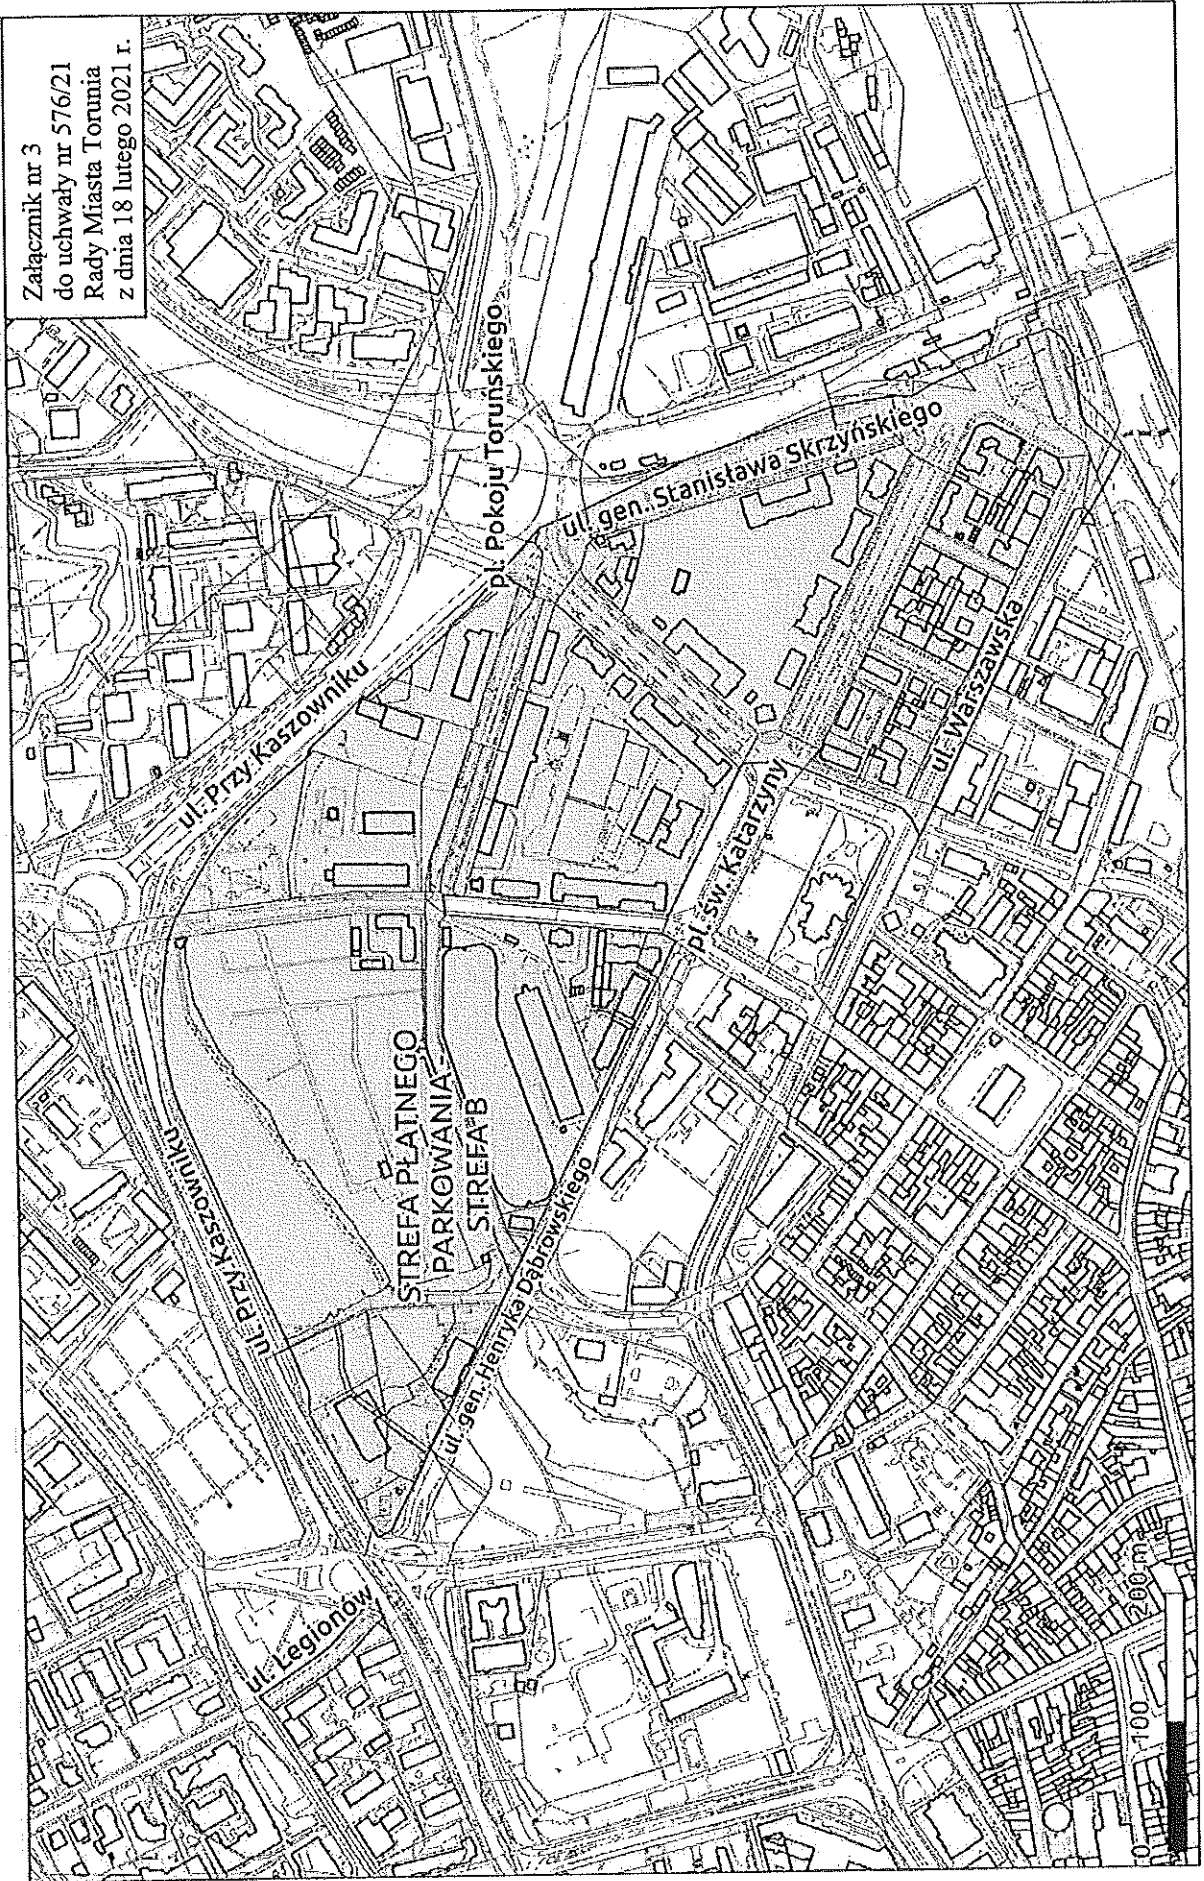 Załącznik nr 3
do uchwały nr 576/21
Rady Miasta Torunia
z dnia 18 lutego 2021 r.
ul. Przy Kaszowniku
ul. Przy Kaszowniku
pl. Pokoju Toruńskiego
ul. Legionów
STREFA PŁATNEGO
PARKOWANIA-
STREFA B
ul. gen. Stanisława Skrzyńskiego
ul. gen. Henryka Dąbrowskiego
pl. św. Katarzyny
ul. Warszawska
0 100 200 m